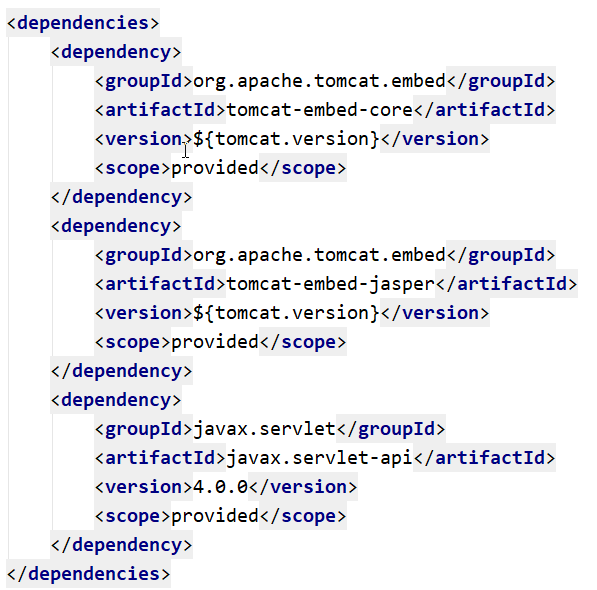 <dependencies>
    <dependency>
        <groupId>org.apache.tomcat.embed</groupId>
        <artifactId>tomcat-embed-core</artifactId>
        <version>${tomcat.version}</version>
        <scope>provided</scope>
    </dependency>
    <dependency>
        <groupId>org.apache.tomcat.embed</groupId>
        <artifactId>tomcat-embed-jasper</artifactId>
        <version>${tomcat.version}</version>
        <scope>provided</scope>
    </dependency>
    <dependency>
        <groupId>javax.servlet</groupId>
        <artifactId>javax.servlet-api</artifactId>
        <version>4.0.0</version>
        <scope>provided</scope>
    </dependency>
</dependencies>